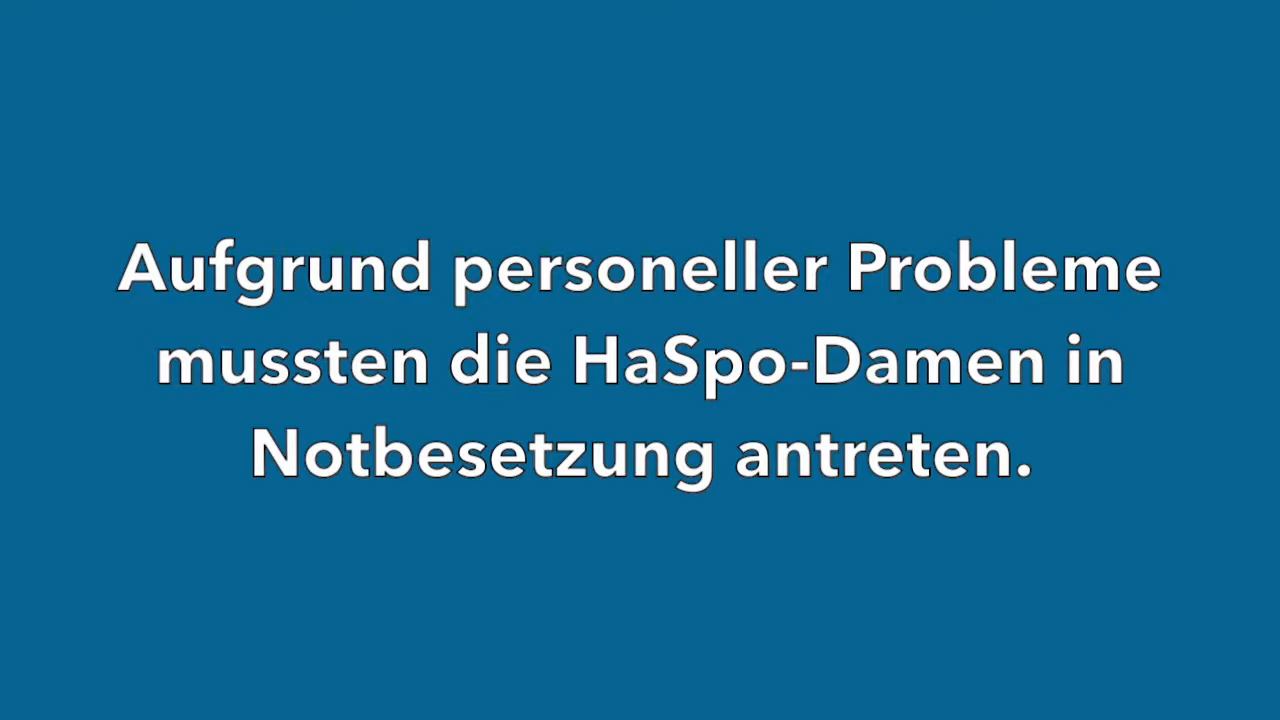 Aufgrund personeller Probleme
mussten die HaSpo-Damen in
Notbesetzung antreten.